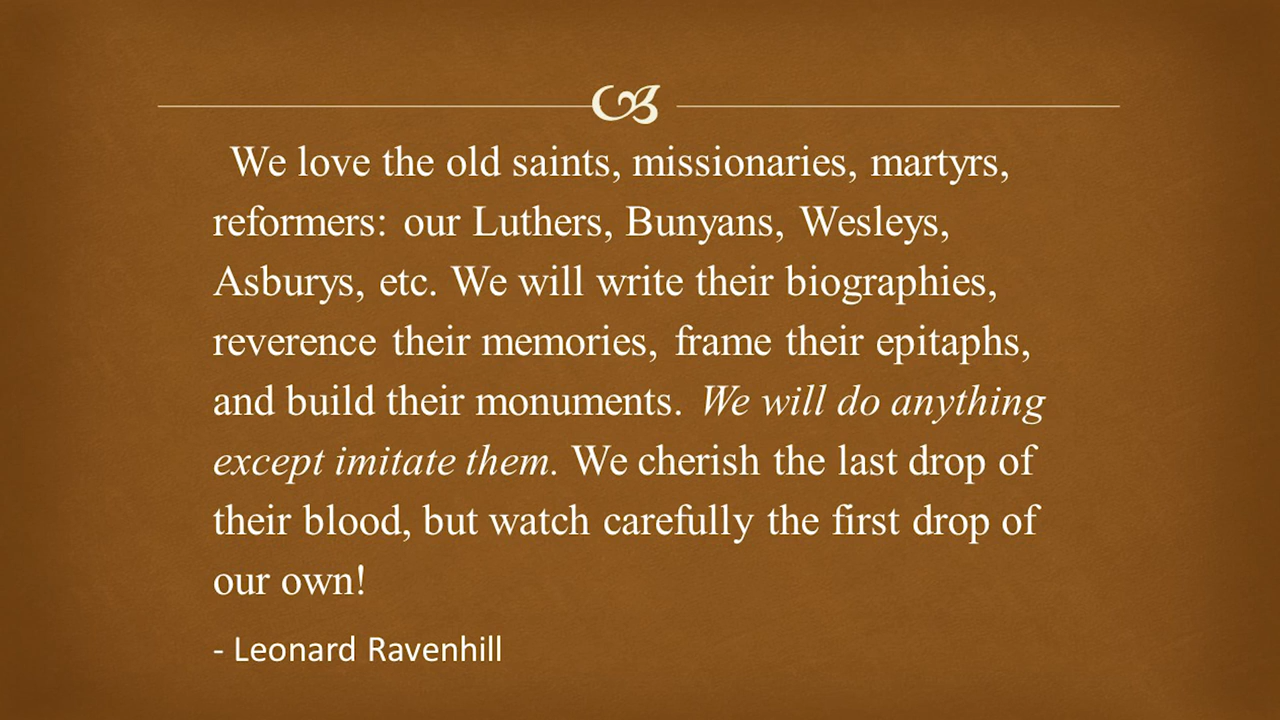 We love the old saints, missionaries, martyrs,
reformers: our Luthers, Bunyans, Wesleys,
Asburys, etc. We will write their biographies,
reverence their memories, frame their epitaphs,
and build their monuments. We will do anything
except imitate them. We cherish the last drop of
their blood, but watch carefully the first drop of
our own!
- Leonard Ravenhill